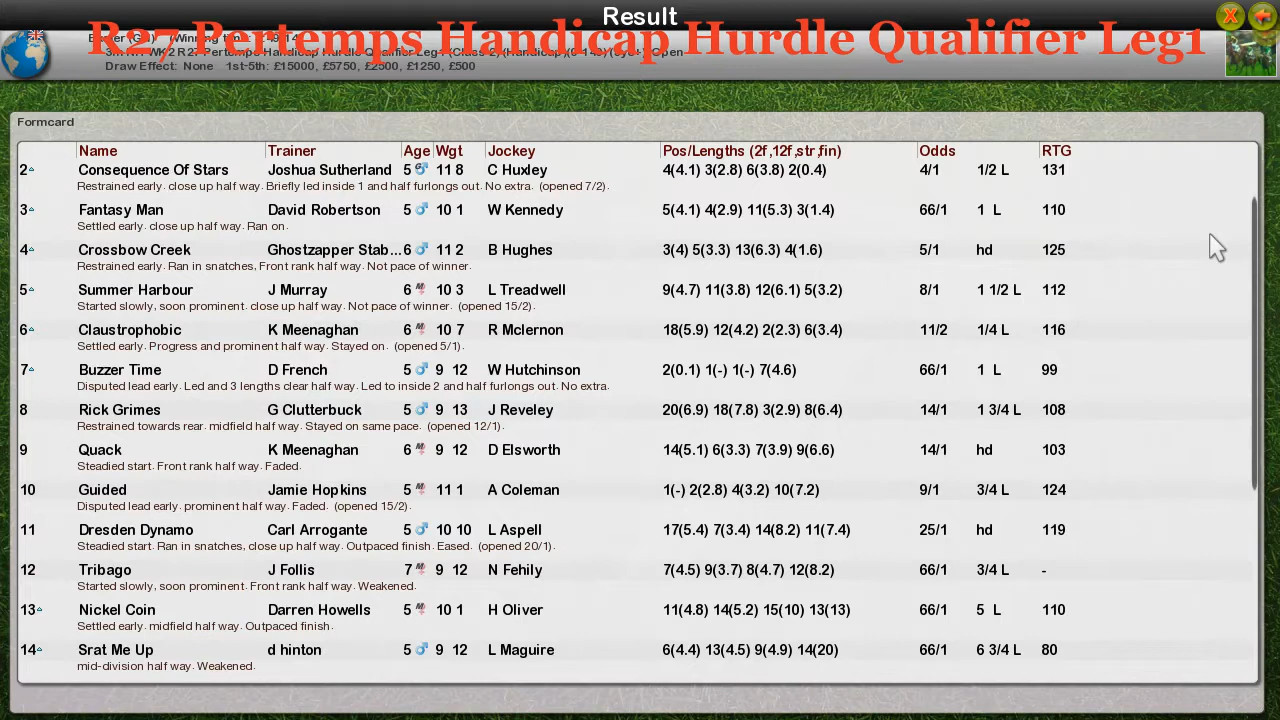 Result
X
R27 Pertemps Handicap Hurdle Qualifier Leg1
Draw Effect: None 1st-5th: £15000, £5750, £2500, £1250, £500
Formcard
Name Trainer Age Wgt Jockey Pos/Lengths (2f,12f,str,fin) Odds RTG
2 Consequence Of Stars Joshua Sutherland 5 11 8 C Huxley 4(4.1) 3(2.8) 6(3.8) 2(0.4) 4/1 1/2 L 131
Restrained early. close up half way. Briefly led inside 1 and half furlongs out. No extra. (opened 7/2).
3 Fantasy Man David Robertson 5 10 1 W Kennedy 5(4.1) 4(2.9) 11(5.3) 3(1.4) 66/1 1 L 110
Settled early. close up half way. Ran on.
4 Crossbow Creek Ghostzapper Stab... 6 11 2 B Hughes 3(4) 5(3.3) 13(6.3) 4(1.6) 5/1 hd 125
Restrained early. Ran in snatches, Front rank half way. Not pace of winner.
5 Summer Harbour J Murray 6 10 3 L Treadwell 9(4.7) 11(3.8) 12(6.1) 5(3.2) 8/1 1 1/2 L 112
Started slowly, soon prominent. close up half way. Not pace of winner. (opened 15/2).
6 Claustrophobic K Meenaghan 6 10 7 R Mclernon 18(5.9) 12(4.2) 2(2.3) 6(3.4) 11/2 1/4 L 116
Settled early. Progress and prominent half way. Stayed on. (opened 5/1).
7 Buzzer Time D French 5 9 12 W Hutchinson 2(0.1) 1(-) 1(-) 7(4.6) 66/1 1 L 99
Disputed lead early. Led and 3 lengths clear half way. Led to inside 2 and half furlongs out. No extra.
8 Rick Grimes G Clutterbuck 5 9 13 J Reveley 20(6.9) 18(7.8) 3(2.9) 8(6.4) 14/1 1 3/4 L 108
Restrained towards rear. midfield half way. Stayed on same pace. (opened 12/1).
9 Quack K Meenaghan 6 9 12 D Elsworth 14(5.1) 6(3.3) 7(3.9) 9(6.6) 14/1 hd 103
Steadied start. Front rank half way. Faded.
10 Guided Jamie Hopkins 5 11 1 A Coleman 1(-) 2(2.8) 4(3.2) 10(7.2) 9/1 3/4 L 124
Disputed lead early. prominent half way. Faded. (opened 15/2).
11 Dresden Dynamo Carl Arrogante 5 10 10 L Aspell 17(5.4) 7(3.4) 14(8.2) 11(7.4) 25/1 hd 119
Steadied start. Ran in snatches, close up half way. Outpaced finish. Eased. (opened 20/1).
12 Tribago J Follis 7 9 12 N Fehily 7(4.5) 9(3.7) 8(4.7) 12(8.2) 66/1 3/4 L -
Started slowly, soon prominent. Front rank half way. Weakened.
13 Nickel Coin Darren Howells 5 10 1 H Oliver 11(4.8) 14(5.2) 15(10) 13(13) 66/1 5 L 110
Settled early. midfield half way. Outpaced finish.
14 Srat Me Up d hinton 5 9 12 L Maguire 6(4.4) 13(4.5) 9(4.9) 14(20) 66/1 6 3/4 L 80
mid-division half way. Weakened.